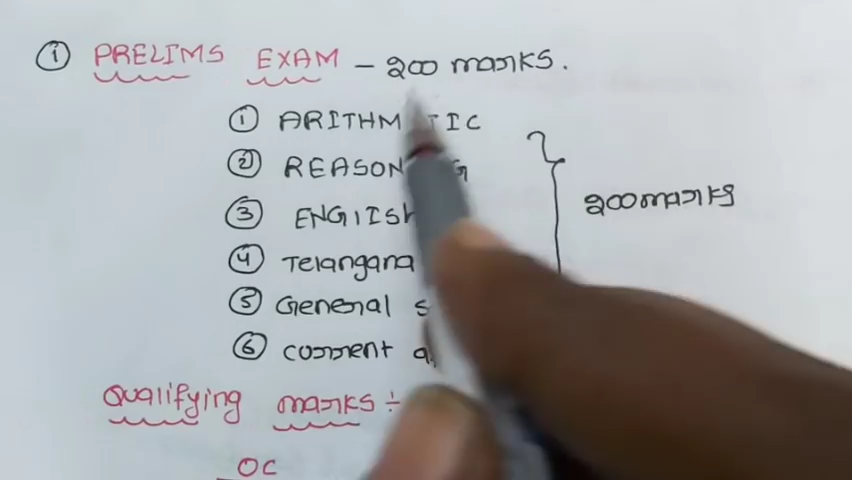 ① PRELIMS EXAM - 200 marks.
① ARITHM TIC
② REASON G
③ ENGlISH
④ Telangana
⑤ General s
⑥ current a
200 marks
Qualifying marks ÷
OC